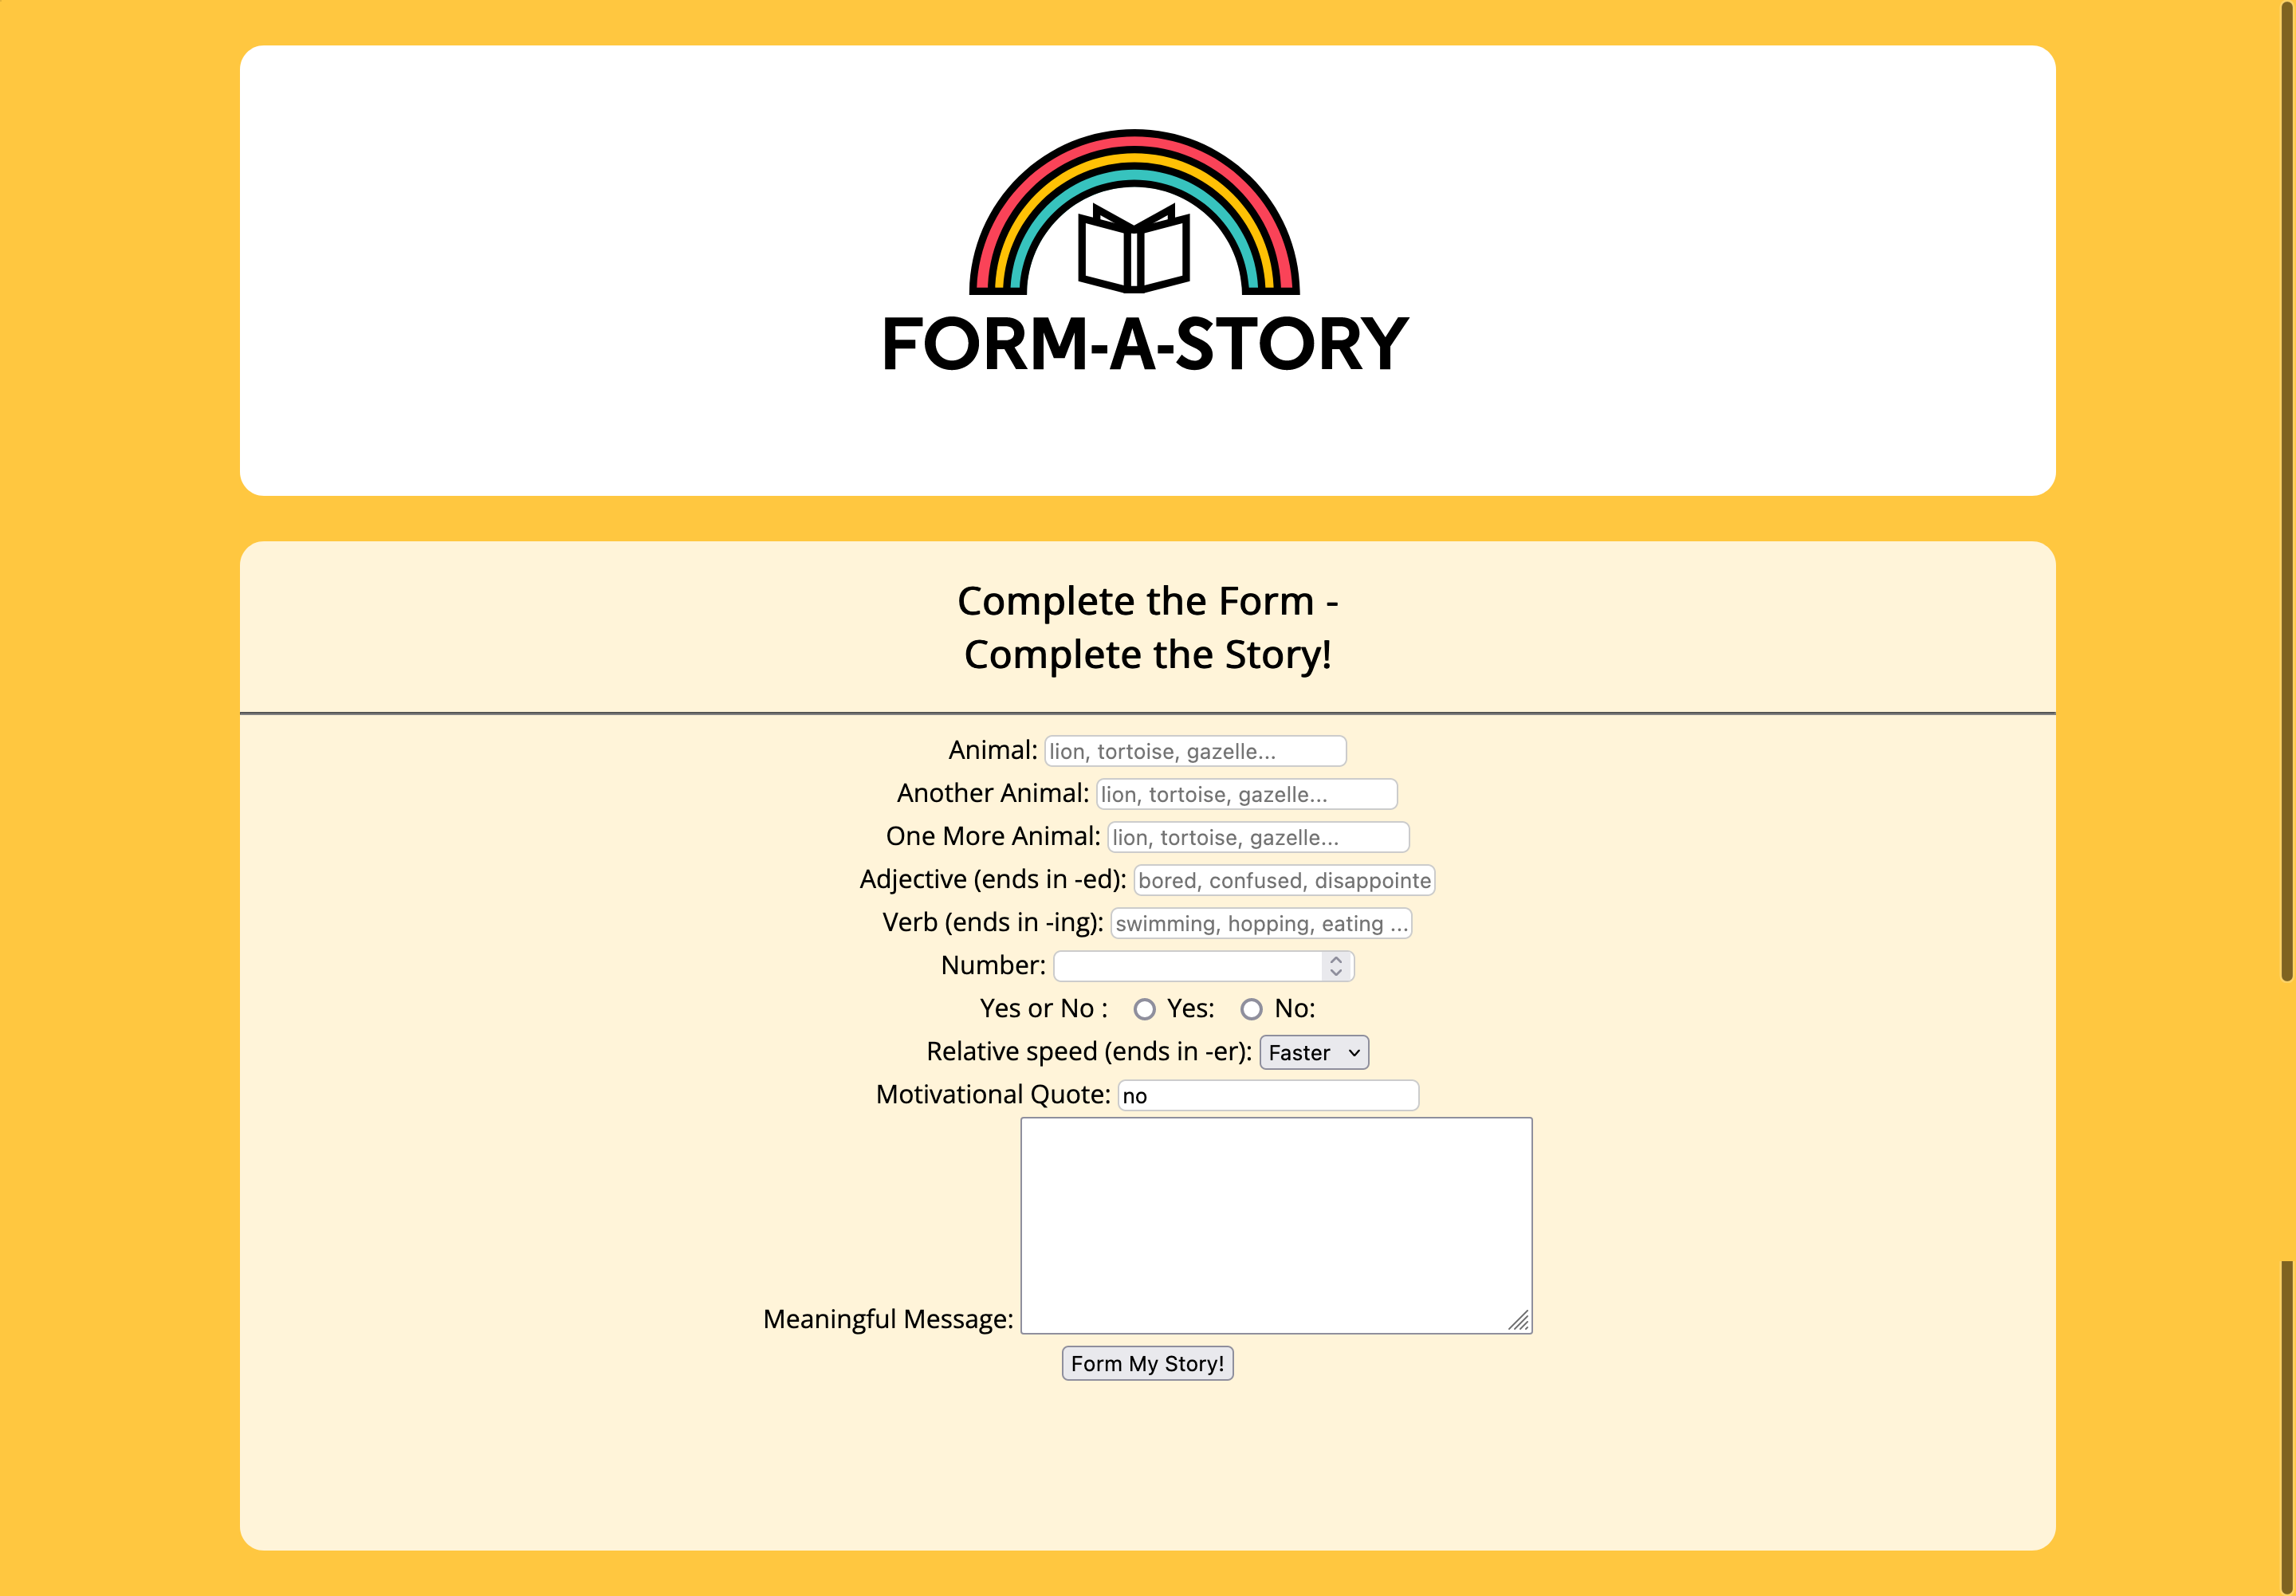 FORM-A-STORY
Complete the Form -
Complete the Story!
Animal: lion, tortoise, gazelle...
Another Animal: lion, tortoise, gazelle...
One More Animal: lion, tortoise, gazelle...
Adjective (ends in -ed): bored, confused, disappointe
Verb (ends in -ing): swimming, hopping, eating ...
Number:
Yes or No : Yes: No:
Relative speed (ends in -er): Faster
Motivational Quote: no
Meaningful Message:
Form My Story!